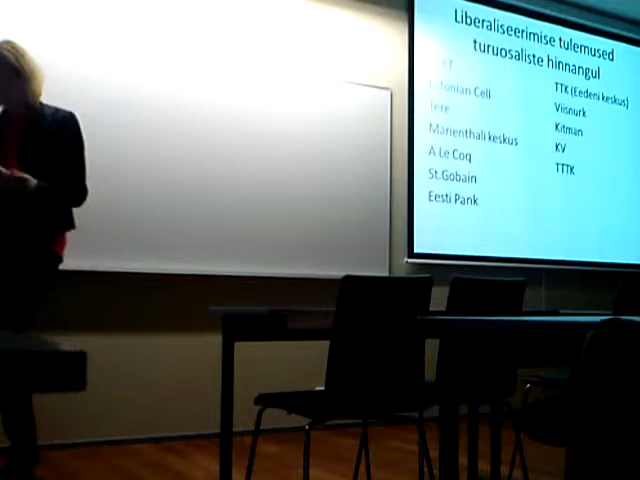 Liberaliseerimise tulemused
turuosaliste hinnangul
Estonian Cell
Tere
Marienthali keskus
A Le Coq
St.Gobain
Eesti Pank
TTK (Eedeni keskus)
Viisnurk
Kitman
KV
TTTK